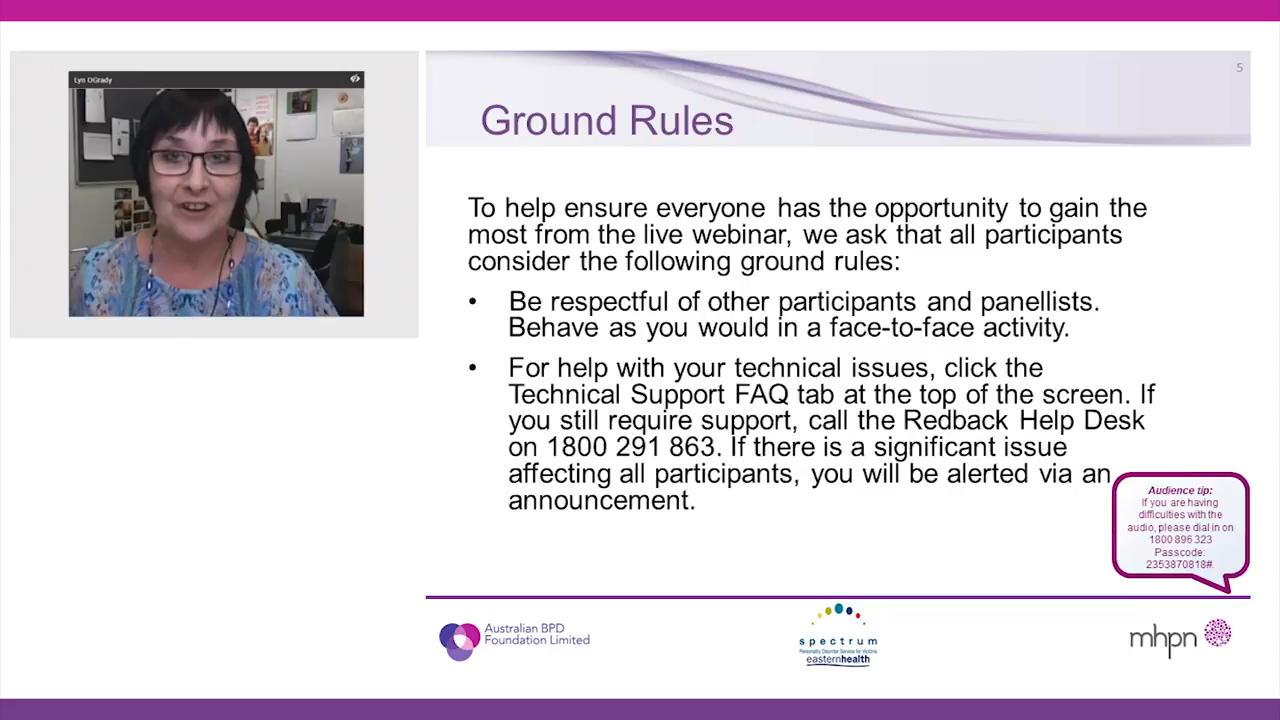 Lyn OGrady
5
Ground Rules
To help ensure everyone has the opportunity to gain the
most from the live webinar, we ask that all participants
consider the following ground rules:
• Be respectful of other participants and panellists.
Behave as you would in a face-to-face activity.
• For help with your technical issues, click the
Technical Support FAQ tab at the top of the screen. If
you still require support, call the Redback Help Desk
on 1800 291 863. If there is a significant issue
affecting all participants, you will be alerted via an
announcement.
Audience tip:
If you are having
difficulties with the
audio, please dial in on
1800 896 323
Passcode:
2353870818#.
Australian BPD
Foundation Limited
spectrum
Personality Disorder Service for Victoria
easternhealth
mhpn